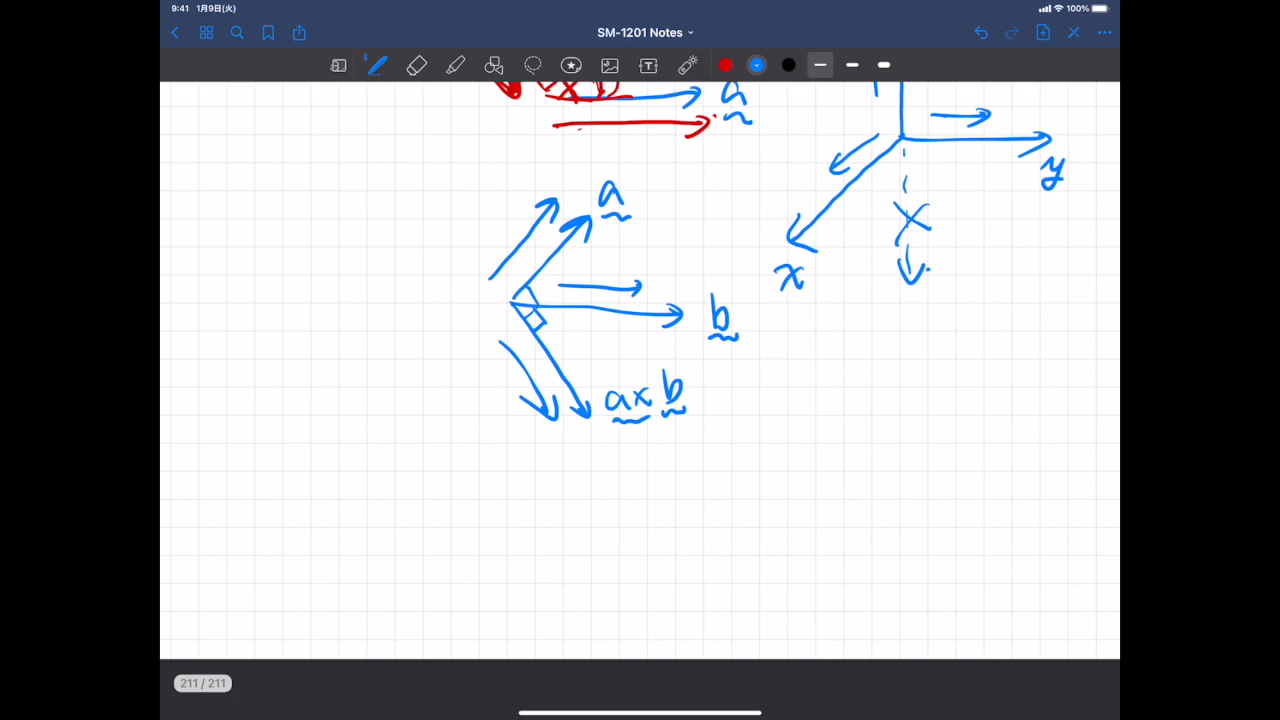 9:41 1月9日(火) 100%
SM-1201 Notes
a
y
a
x
b
a×b
211 / 211